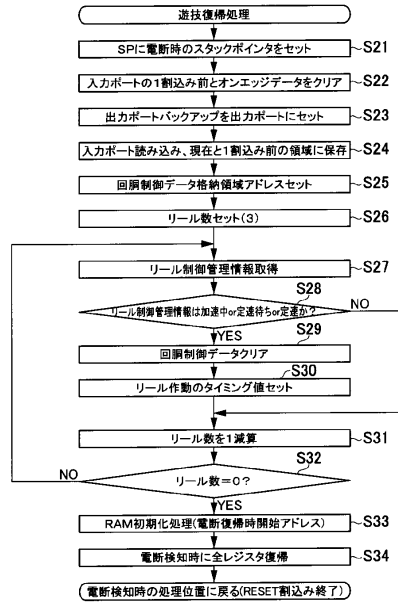 遊技復帰処理
SPに電断時のスタックポインタをセット
S21
入力ポートの1割込み前とオンエッジデータをクリア
S22
出力ポートバックアップを出力ポートにセット
S23
入力ポート読み込み、現在と1割込み前の領域に保存
S24
回胴制御データ格納領域アドレスセット
S25
リール数セット(3)
S26
リール制御管理情報取得
S27
S28
リール制御管理情報は加速中or定速待ちor定速か?
NO
YES
S29
回胴制御データクリア
S30
リール作動のタイミング値セット
リール数を1減算
S31
S32
NO
リール数=0?
YES
RAM初期化処理(電断復帰時開始アドレス)
S33
電断検知時に全レジスタ復帰
S34
電断検知時の処理位置に戻る(RESET割込み終了)